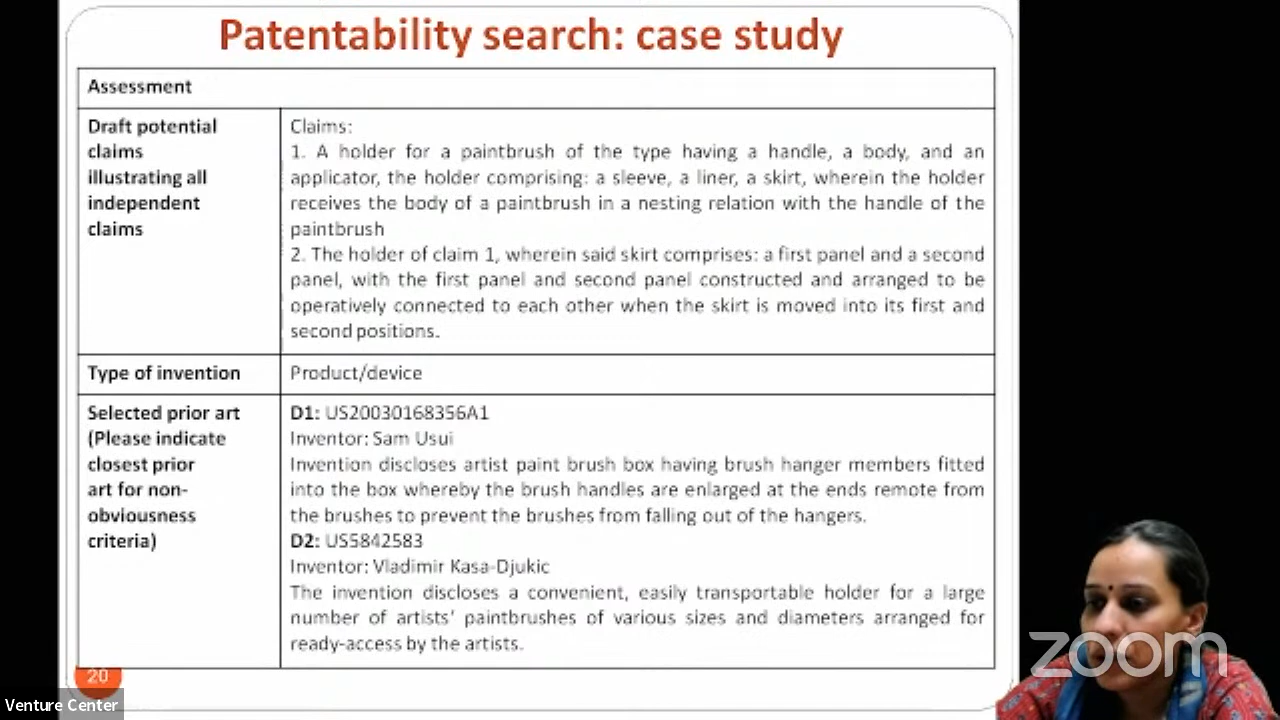 Patentability search: case study
Assessment
Draft potential
claims
illustrating all
independent
claims
Claims:
1. A holder for a paintbrush of the type having a handle, a body, and an
applicator, the holder comprising: a sleeve, a liner, a skirt, wherein the holder
receives the body of a paintbrush in a nesting relation with the handle of the
paintbrush
2. The holder of claim 1, wherein said skirt comprises: a first panel and a second
panel, with the first panel and second panel constructed and arranged to be
operatively connected to each other when the skirt is moved into its first and
second positions.
Type of invention
Product/device
Selected prior art
(Please indicate
closest prior
art for non-
obviousness
criteria)
D1: US20030168356A1
Inventor: Sam Usui
Invention discloses artist paint brush box having brush hanger members fitted
into the box whereby the brush handles are enlarged at the ends remote from
the brushes to prevent the brushes from falling out of the hangers.
D2: US5842583
Inventor: Vladimir Kasa-Djukic
The invention discloses a convenient, easily transportable holder for a large
number of artists' paintbrushes of various sizes and diameters arranged for
ready-access by the artists.
20
zoom
Venture Center